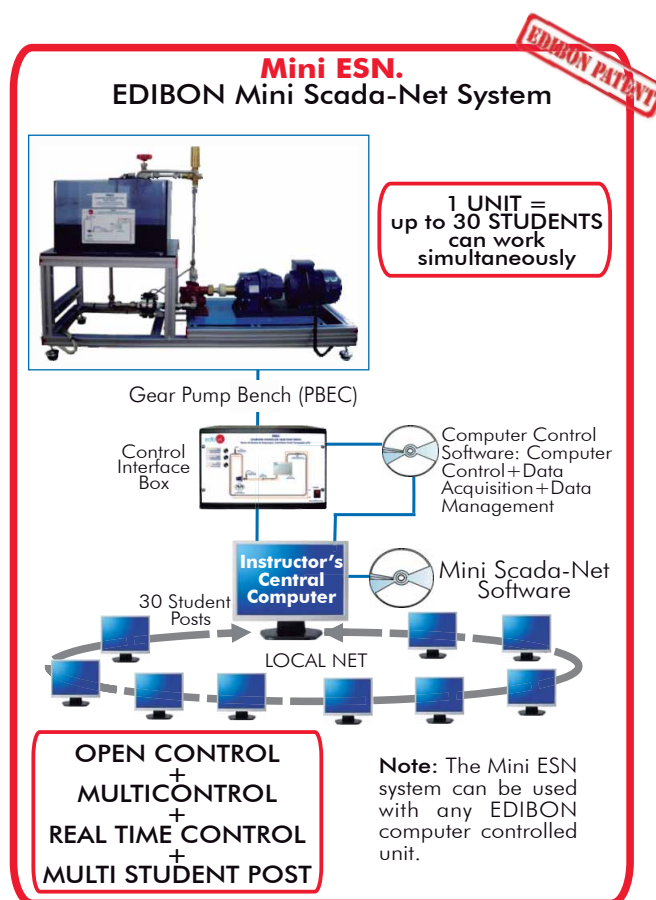 EDIBON PATENT
Mini ESN.
EDIBON Mini Scada-Net System
1 UNIT =
up to 30 STUDENTS
can work
simultaneously
Gear Pump Bench (PBEC)
Control
Interface
Box
Computer Control
Software: Computer
Control+Data
Acquisition+Data
Management
Instructor's
Central
Computer
Mini Scada-Net
Software
30 Student
Posts
LOCAL NET
OPEN CONTROL
+
MULTICONTROL
+
REAL TIME CONTROL
+
MULTI STUDENT POST
Note: The Mini ESN
system can be used
with any EDIBON
computer controlled
unit.